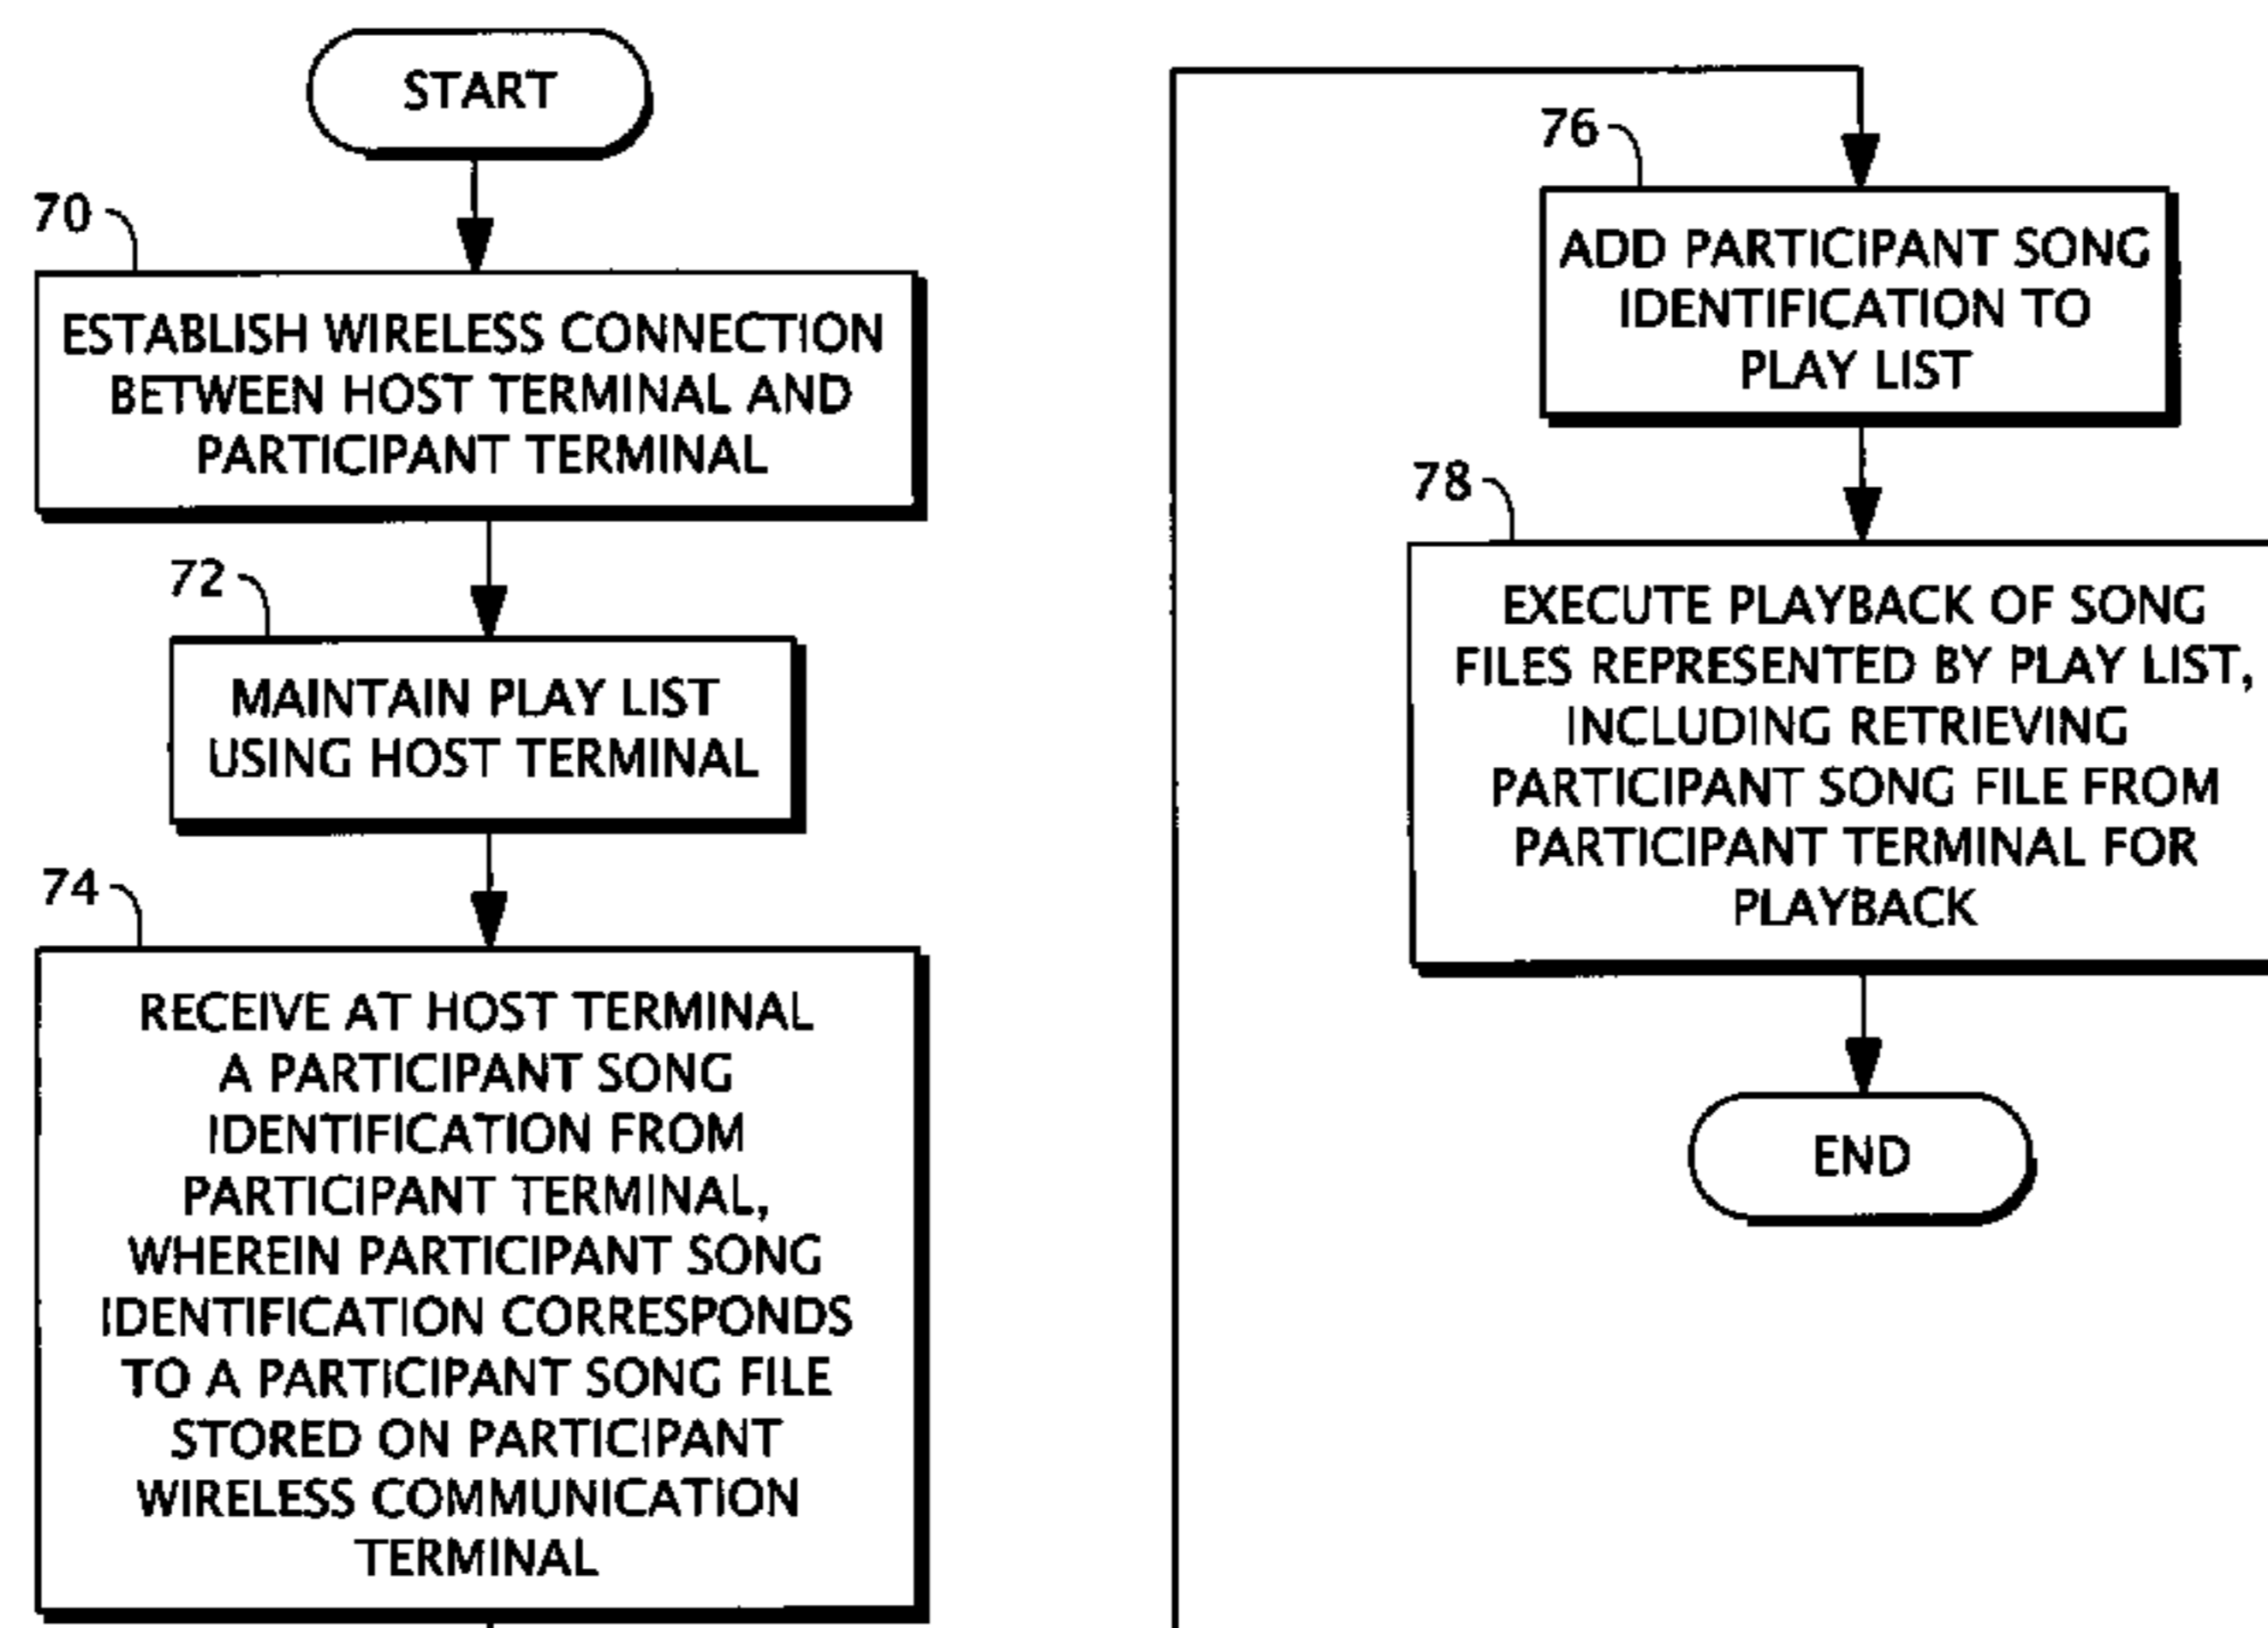 START
70
ESTABLISH WIRELESS CONNECTION
BETWEEN HOST TERMINAL AND
PARTICIPANT TERMINAL
72
MAINTAIN PLAY LIST
USING HOST TERMINAL
74
RECEIVE AT HOST TERMINAL
A PARTICIPANT SONG
IDENTIFICATION FROM
PARTICIPANT TERMINAL,
WHEREIN PARTICIPANT SONG
IDENTIFICATION CORRESPONDS
TO A PARTICIPANT SONG FILE
STORED ON PARTICIPANT
WIRELESS COMMUNICATION
TERMINAL
76
ADD PARTICIPANT SONG
IDENTIFICATION TO
PLAY LIST
78
EXECUTE PLAYBACK OF SONG
FILES REPRESENTED BY PLAY LIST,
INCLUDING RETRIEVING
PARTICIPANT SONG FILE FROM
PARTICIPANT TERMINAL FOR
PLAYBACK
END